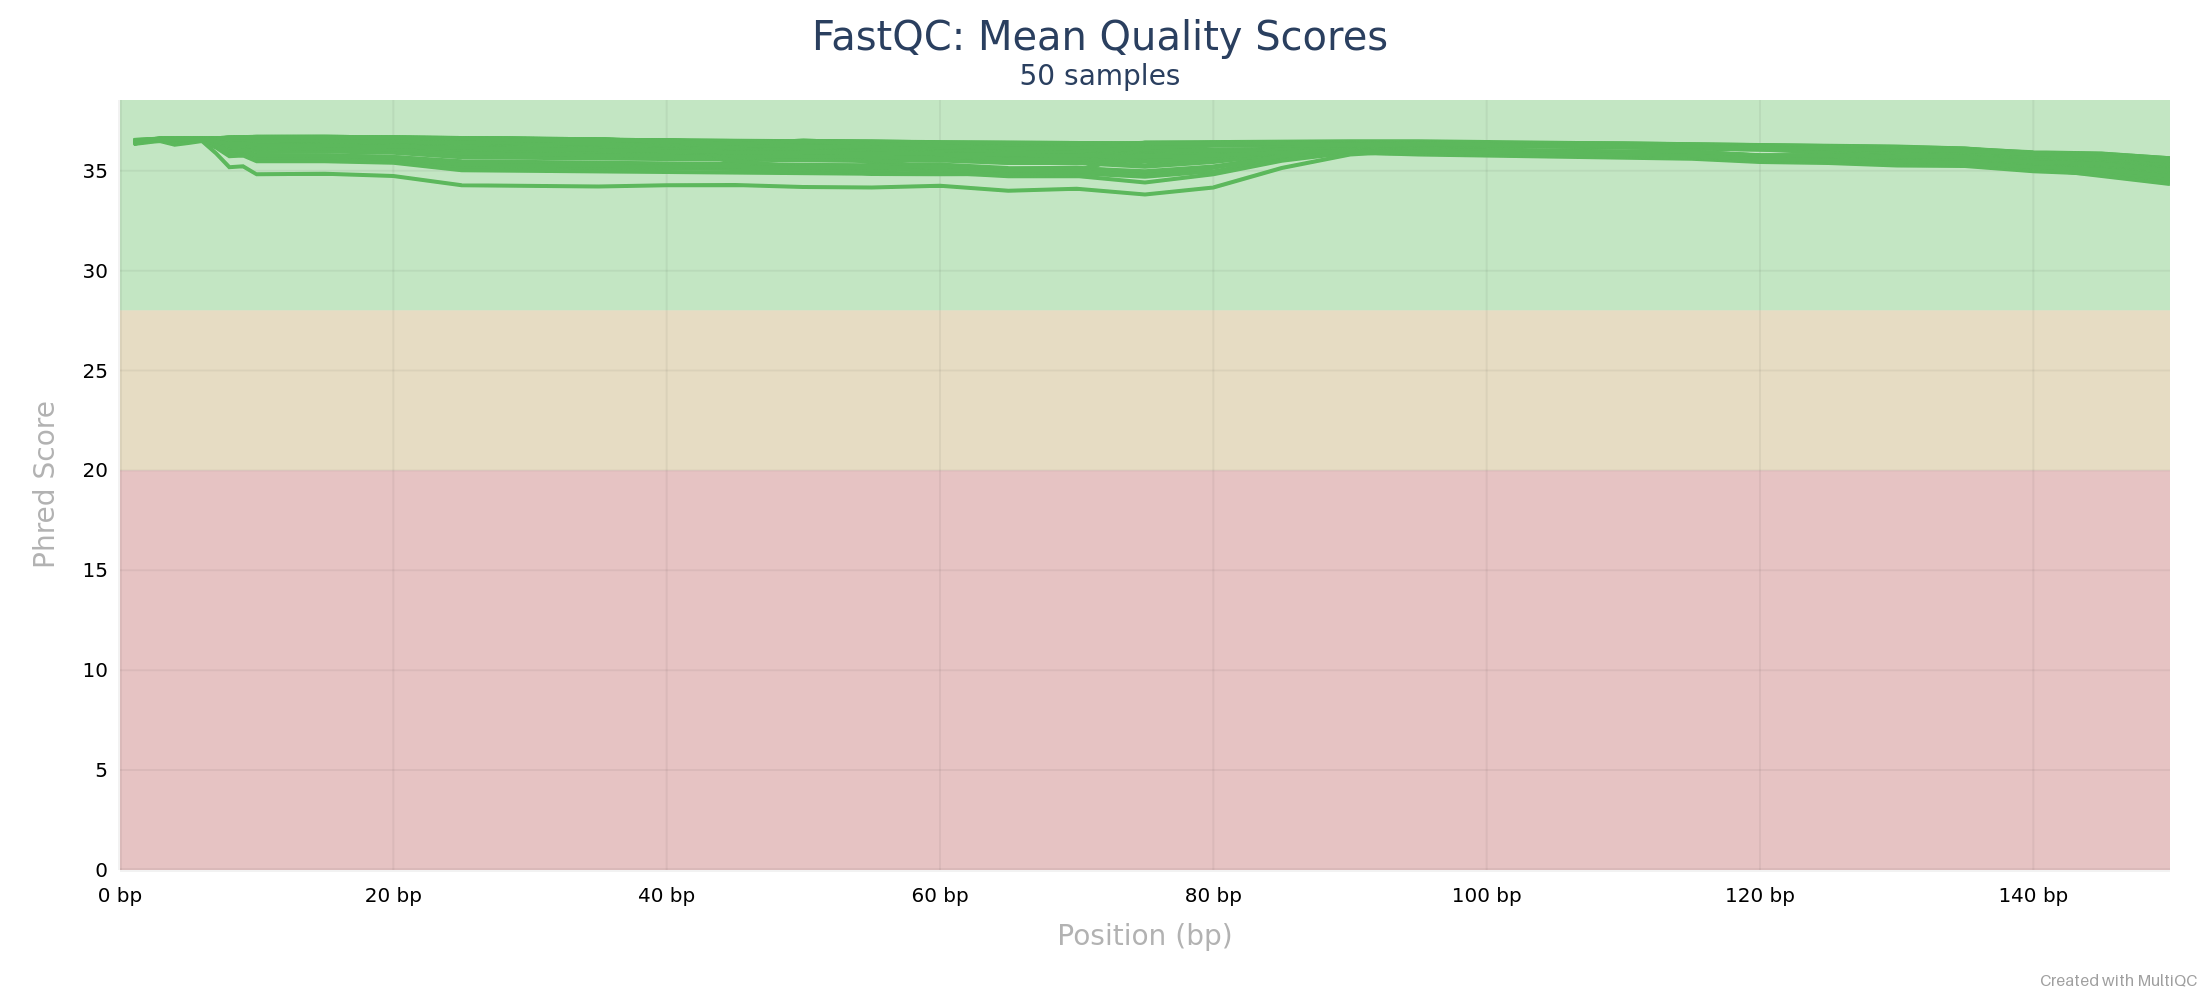 FastQC: Mean Quality Scores
50 samples
35
30
25
20
15
10
5
0
Phred Score
0 bp 20 bp 40 bp 60 bp 80 bp 100 bp 120 bp 140 bp
Position (bp)
Created with MultiQC